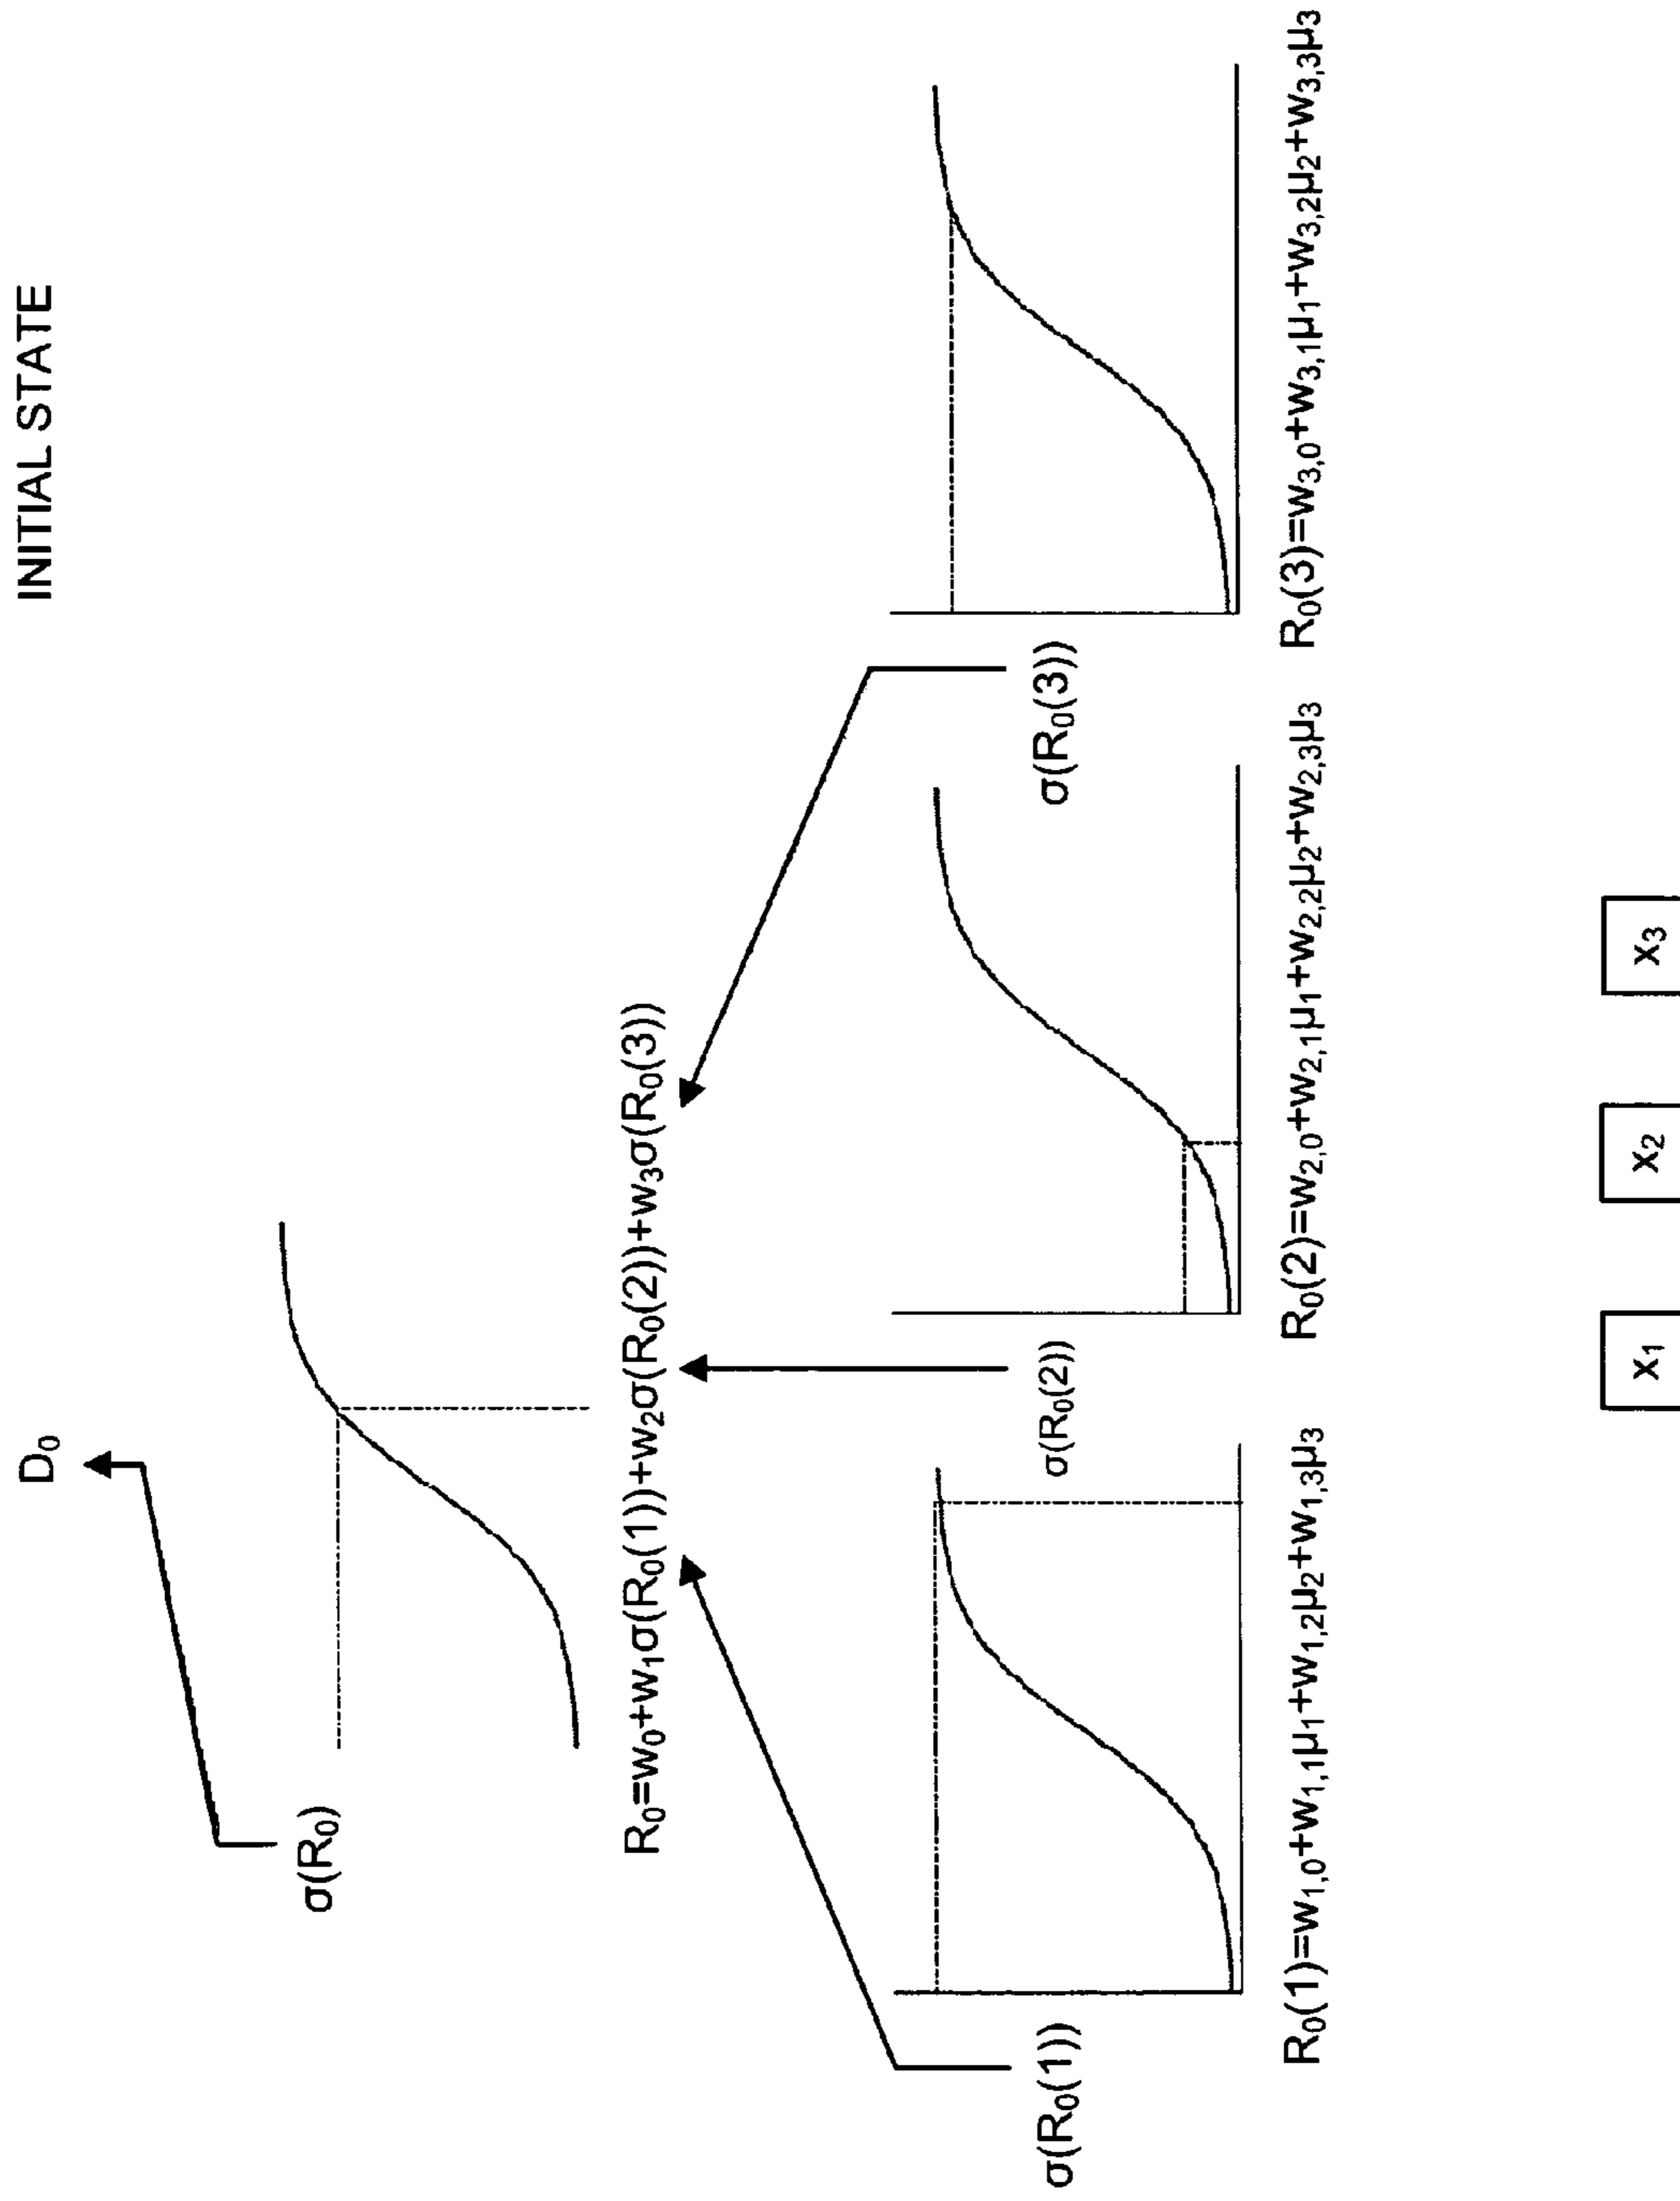 INITIAL STATE
D₀
σ(R₀)
R₀=w₀+w₁σ(R₀(1))+w₂σ(R₀(2))+w₃σ(R₀(3))
σ(R₀(1))
σ(R₀(2))
σ(R₀(3))
R₀(1)=w₁,₀+w₁,₁μ₁+w₁,₂μ₂+w₁,₃μ₃
R₀(2)=w₂,₀+w₂,₁μ₁+w₂,₂μ₂+w₂,₃μ₃
R₀(3)=w₃,₀+w₃,₁μ₁+w₃,₂μ₂+w₃,₃μ₃
x₁
x₂
x₃